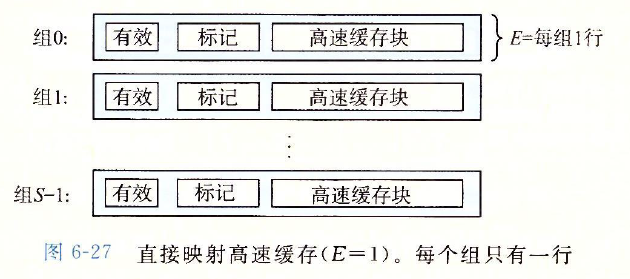 组0: 有效 标记 高速缓存块 E=每组1行
组1: 有效 标记 高速缓存块
⋮
组S-1: 有效 标记 高速缓存块
图 6-27 直接映射高速缓存(E=1)。每个组只有一行